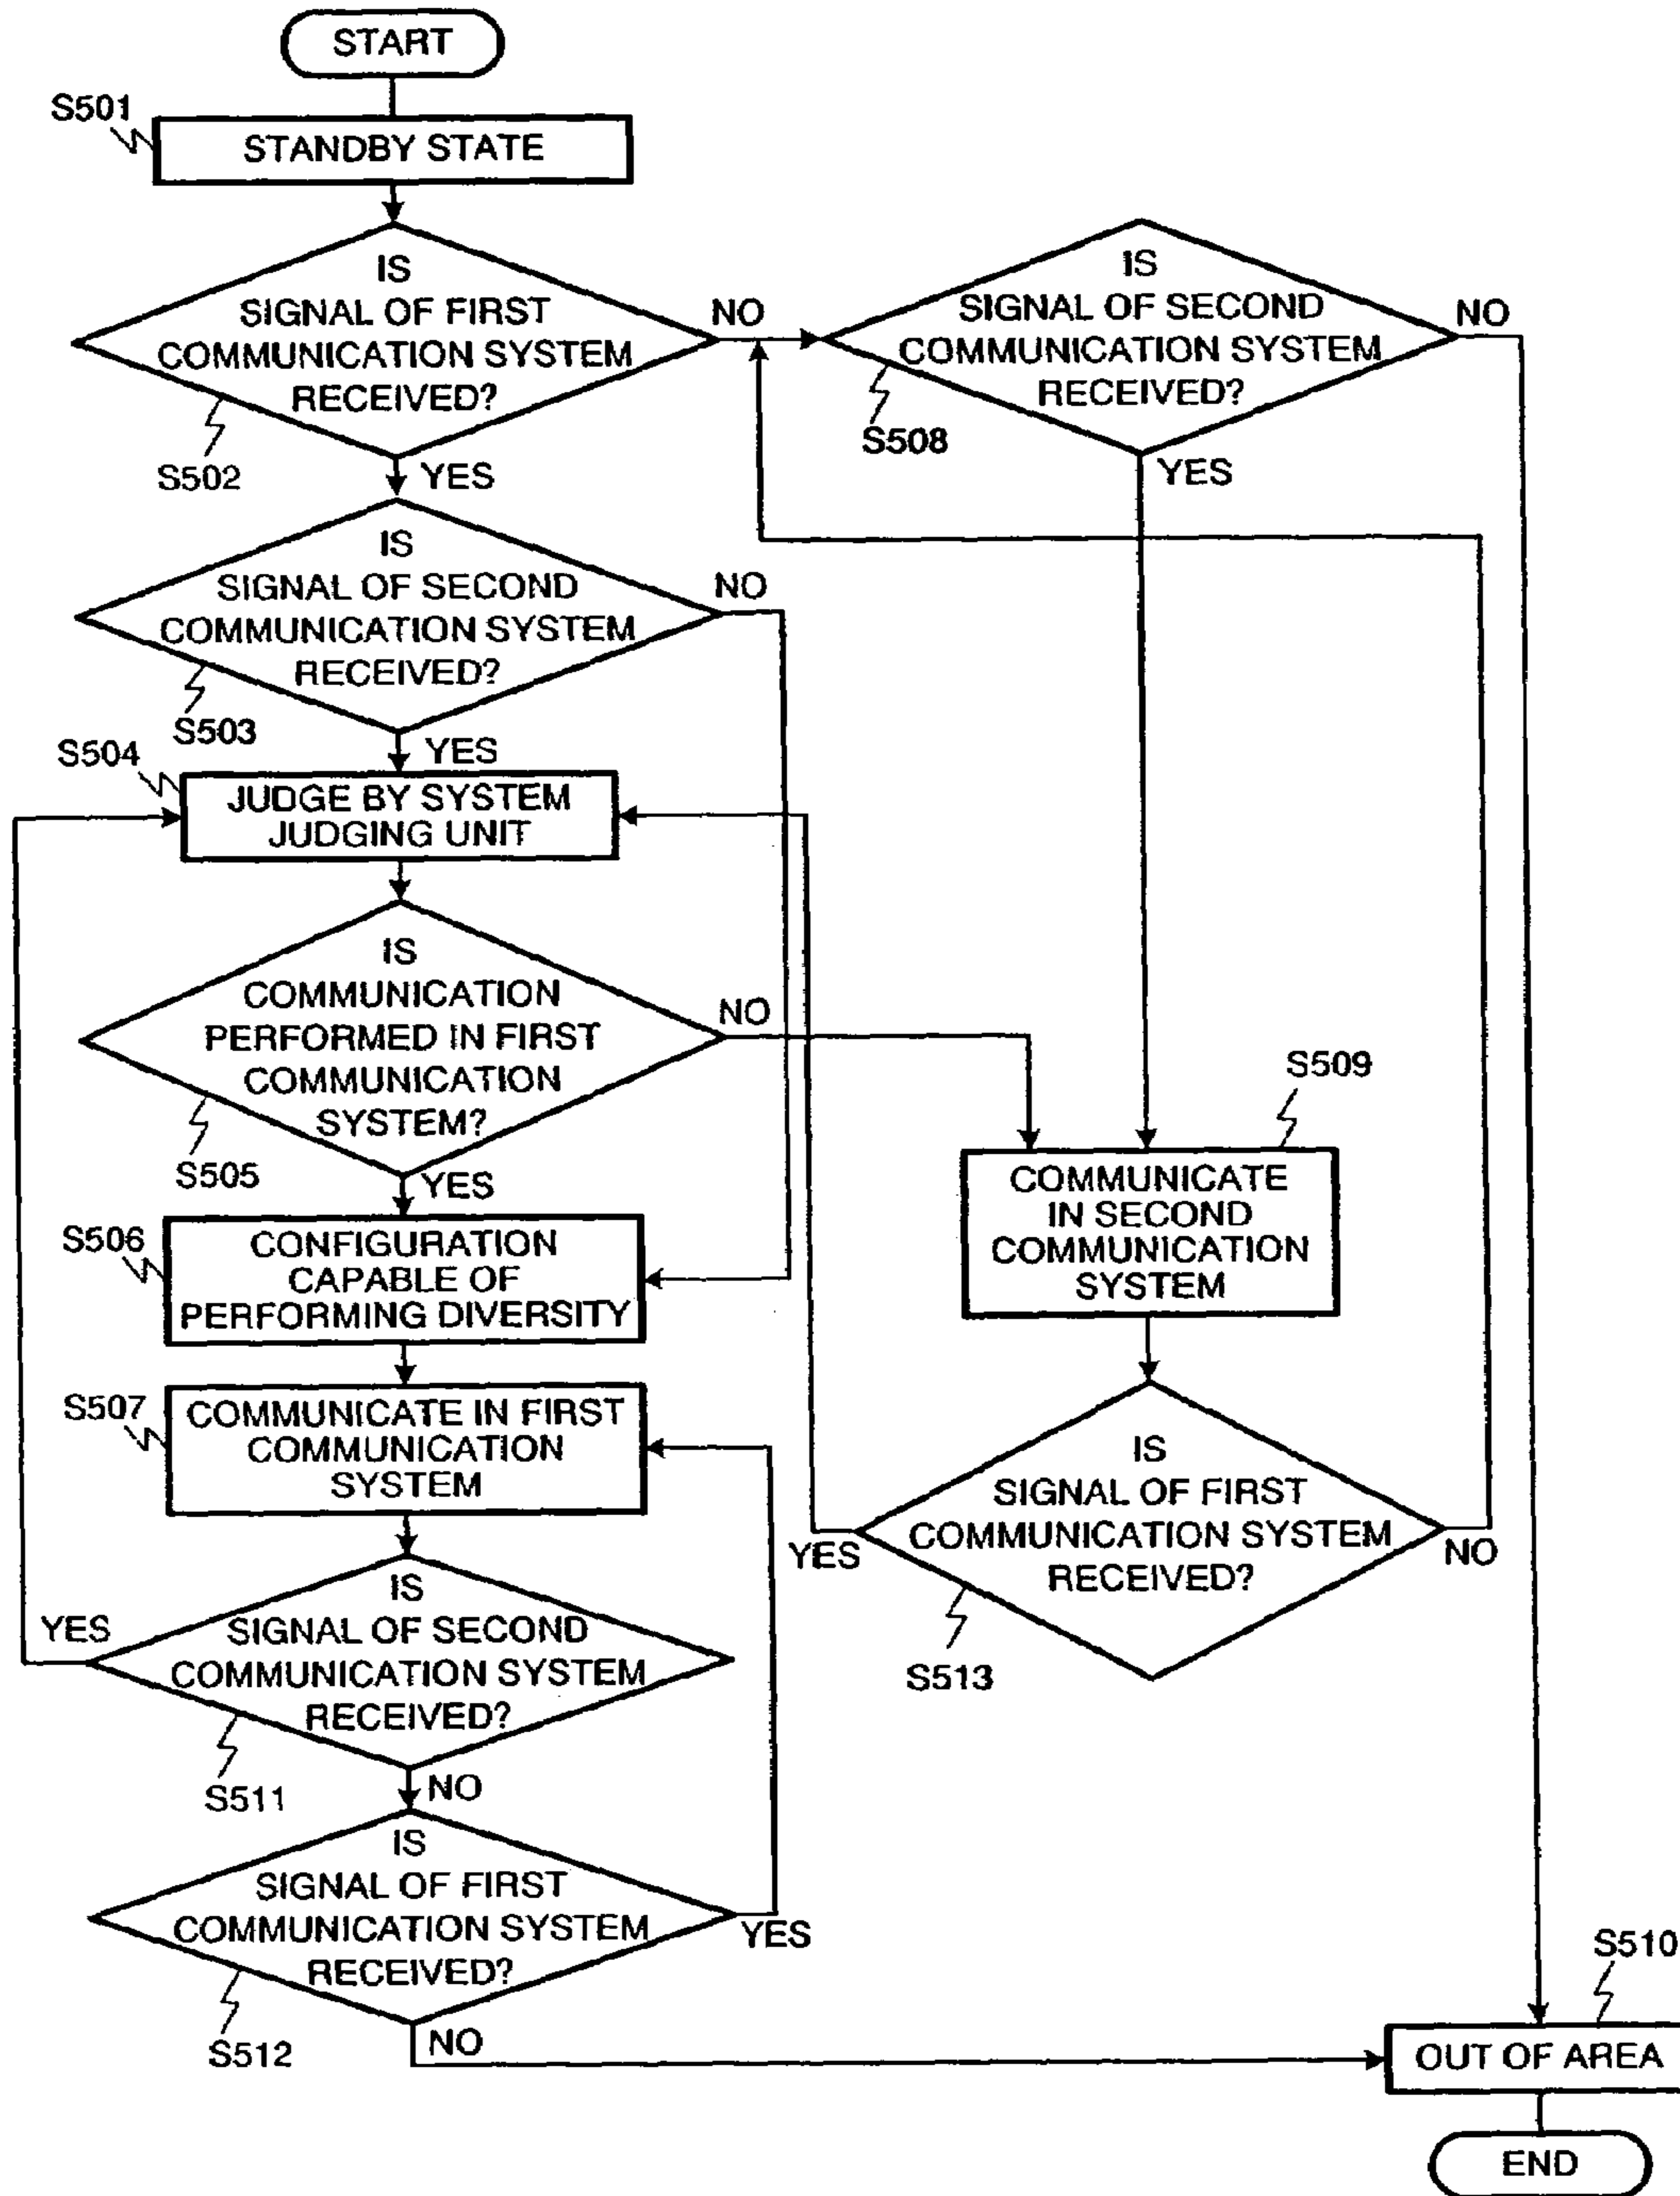 START
S501
STANDBY STATE
IS
SIGNAL OF FIRST
COMMUNICATION SYSTEM
RECEIVED?
NO
S502
YES
IS
SIGNAL OF SECOND
COMMUNICATION SYSTEM
RECEIVED?
NO
S508
YES
IS
SIGNAL OF SECOND
COMMUNICATION SYSTEM
RECEIVED?
NO
S503
YES
S504
JUDGE BY SYSTEM
JUDGING UNIT
IS
COMMUNICATION
PERFORMED IN FIRST
COMMUNICATION
SYSTEM?
NO
S505
YES
S509
COMMUNICATE
IN SECOND
COMMUNICATION
SYSTEM
S506
CONFIGURATION
CAPABLE OF
PERFORMING DIVERSITY
S507
COMMUNICATE IN FIRST
COMMUNICATION
SYSTEM
IS
SIGNAL OF FIRST
COMMUNICATION SYSTEM
RECEIVED?
YES
NO
S513
IS
SIGNAL OF SECOND
COMMUNICATION SYSTEM
RECEIVED?
YES
S511
NO
IS
SIGNAL OF FIRST
COMMUNICATION SYSTEM
RECEIVED?
YES
S512
NO
S510
OUT OF AREA
END